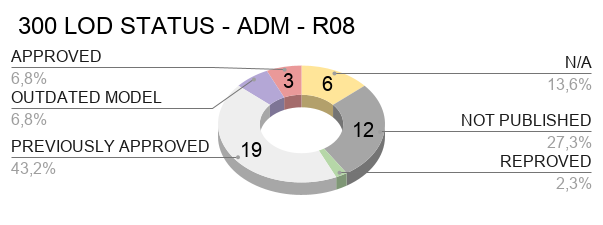 300 LOD STATUS - ADM - R08
APPROVED
6,8%
OUTDATED MODEL
6,8%
PREVIOUSLY APPROVED
43,2%
3
6
12
19
N/A
13,6%
NOT PUBLISHED
27,3%
REPROVED
2,3%